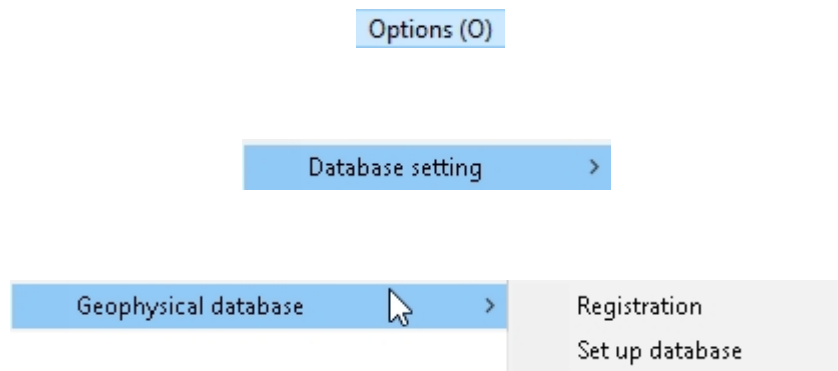 Options (O)
Database setting
Geophysical database
Registration
Set up database